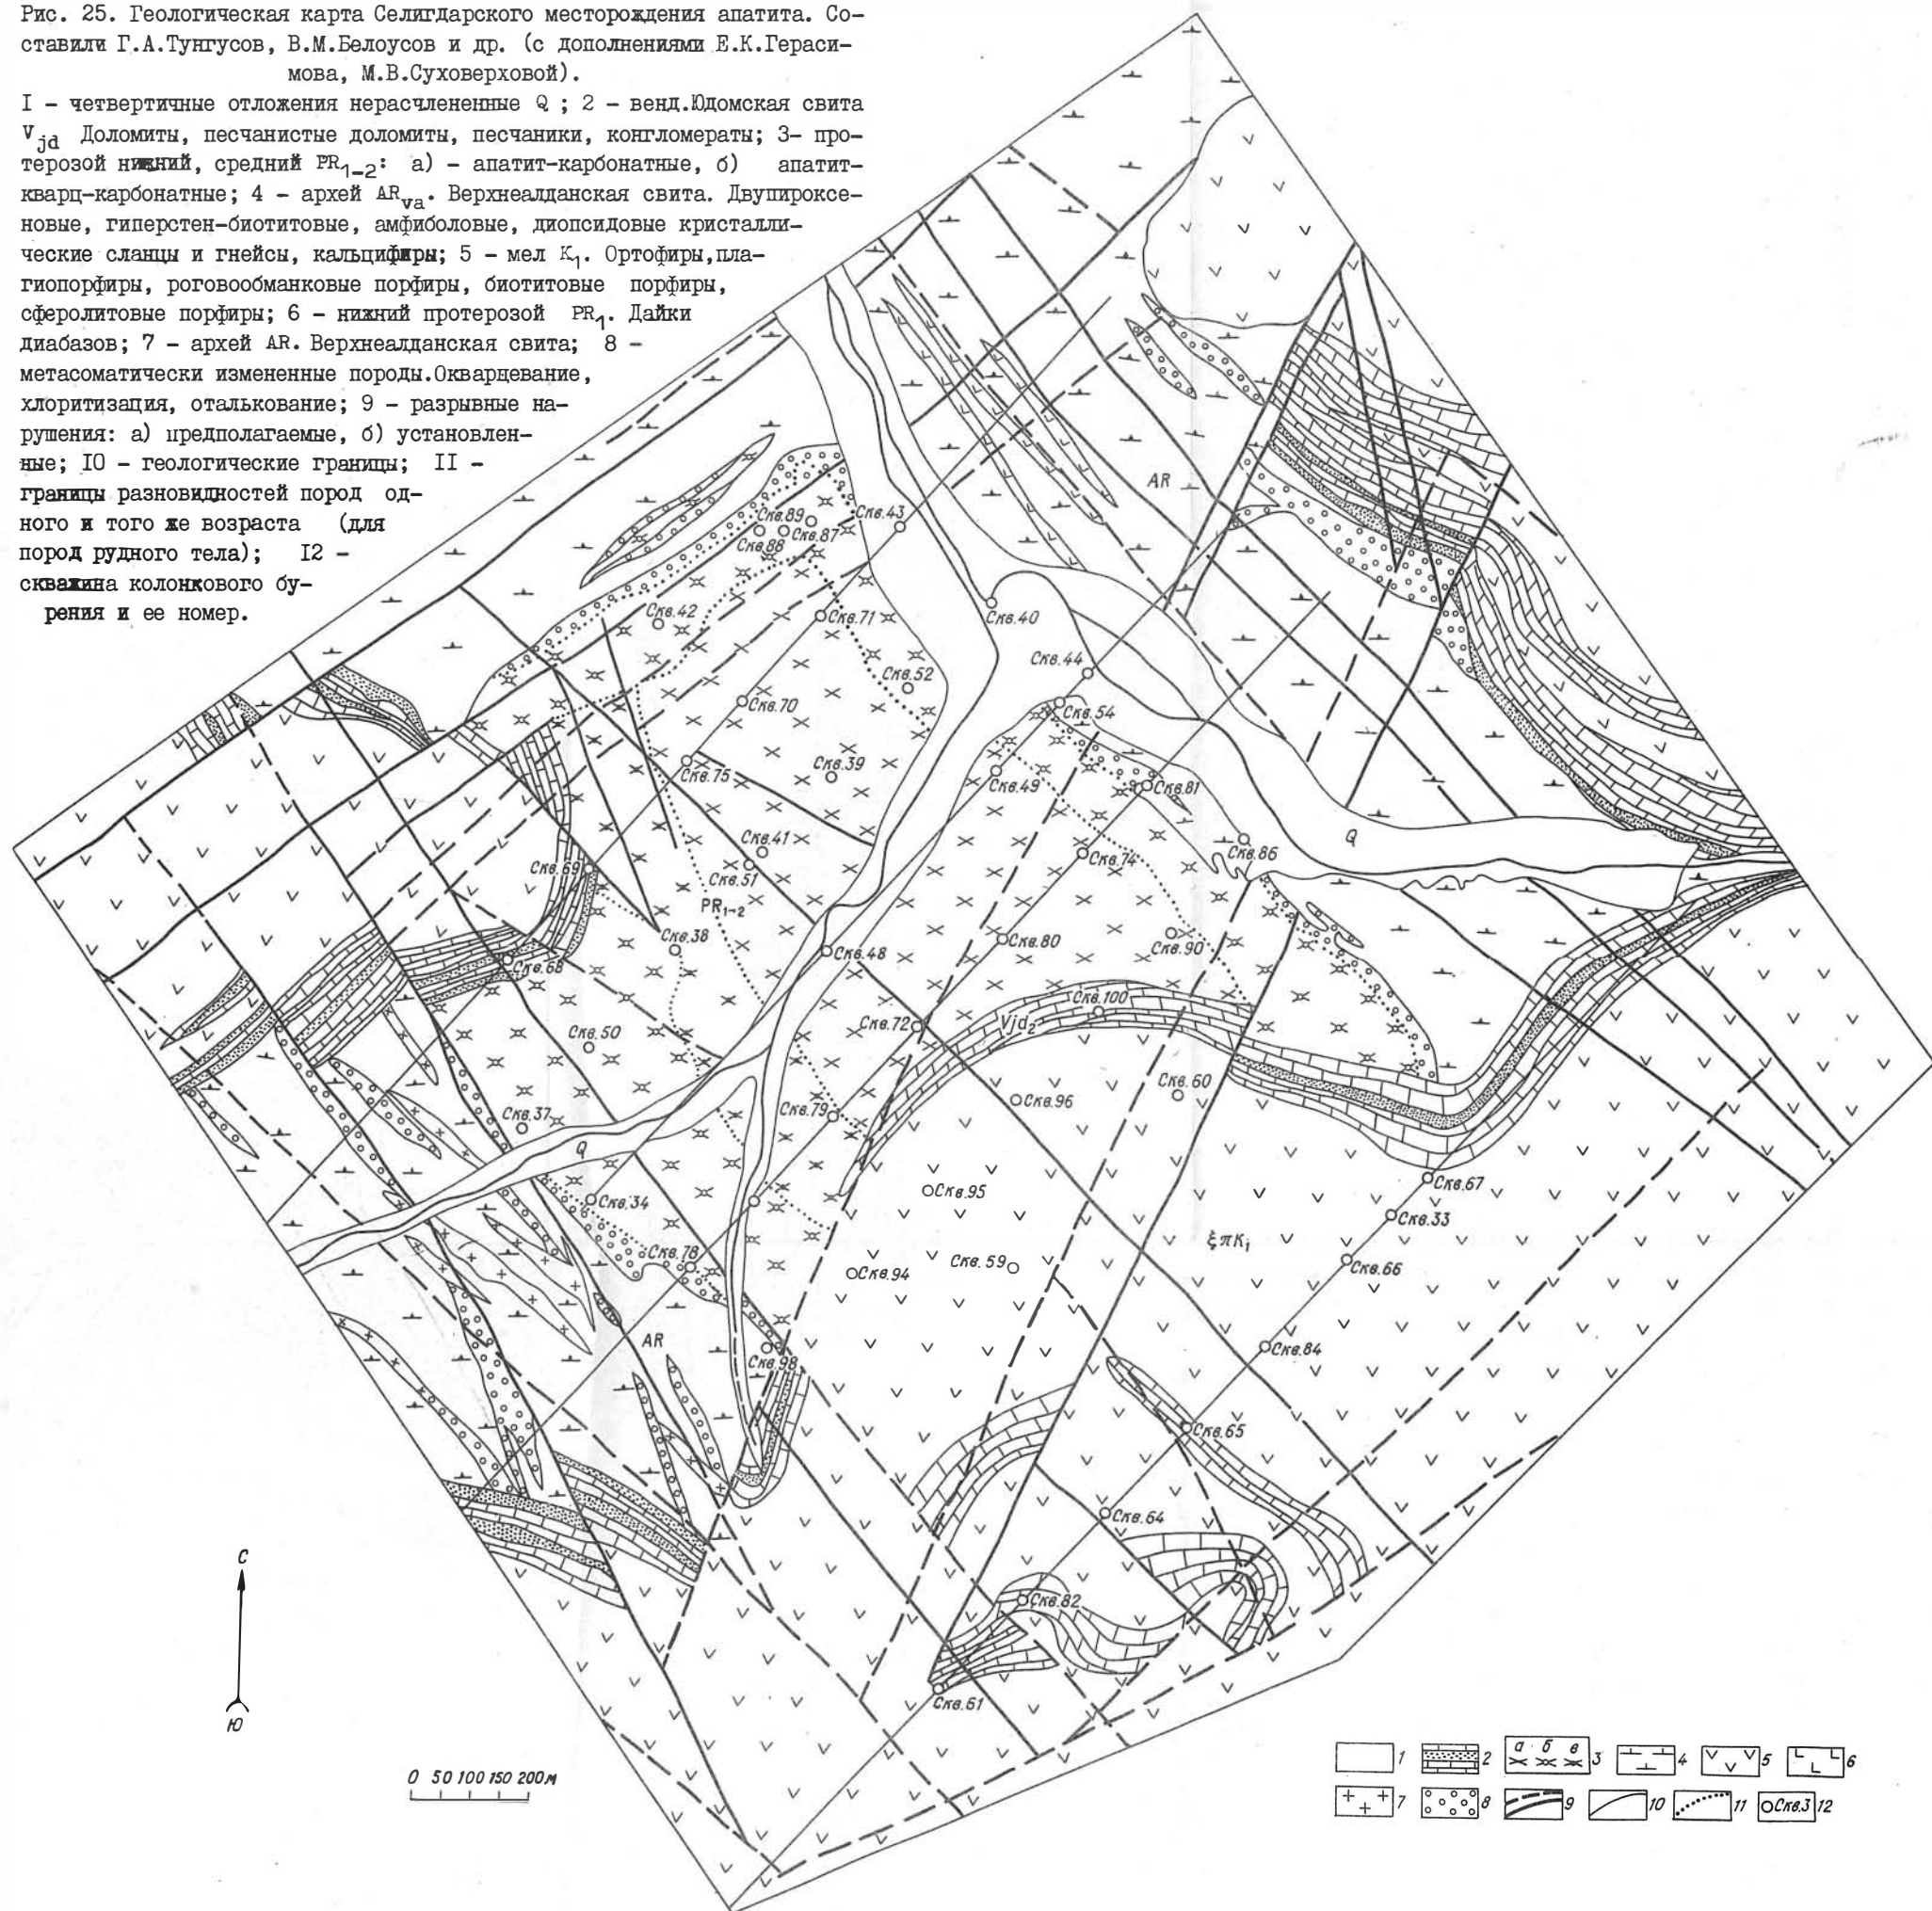 Рис. 25. Геологическая карта Селигдарского месторождения апатита. Со-
ставили Г.А.Тунгусов, В.М.Белоусов и др. (с дополнениями Е.К.Гераси-
мова, М.В.Суховерховой).
I - четвертичные отложения нерасчлененные Q ; 2 - венд.Юдомская свита
Vjd Доломиты, песчанистые доломиты, песчаники, конгломераты; 3- про-
терозой нижний, средний PR1-2: а) - апатит-карбонатные, б) апатит-
кварц-карбонатные; 4 - архей ARva. Верхнеалданская свита. Двупироксе-
новые, гиперстен-биотитовые, амфиболовые, диопсидовые кристалли-
ческие сланцы и гнейсы, кальцифиры; 5 - мел K1. Ортофиры,пла-
гиопорфиры, роговообманковые порфиры, биотитовые порфиры,
сферолитовые порфиры; 6 - нижний протерозой PR1. Дайки
диабазов; 7 - архей AR. Верхнеалданская свита; 8 -
метасоматически измененные породы.Окварцевание,
хлоритизация, оталькование; 9 - разрывные на-
рушения: а) предполагаемые, б) установлен-
ные; IO - геологические границы; II -
границы разновидностей пород од-
ного и того же возраста (для
пород рудного тела); I2 -
скважина колонкового бу-
рения и ее номер.
AR
Скв.89
Скв.43
Скв.88
Скв.87
Скв.42
Скв.71
Скв.40
Скв.44
Скв.52
Скв.70
Скв.54
Скв.75
Скв.39
Скв.49
Скв.81
Q
Скв.41
Скв.74
Скв.86
Скв.69
Скв.51
PR1-2
Скв.38
Скв.48
Скв.80
Скв.90
Скв.68
Скв.100
Скв.72
Vjd2
Скв.50
Скв.60
Скв.96
Скв.79
Скв.37
Q
Скв.67
Скв.95
Скв.34
Скв.33
ξπK1
Скв.78
Скв.59
Скв.66
Скв.94
AR
Скв.84
Скв.98
Скв.65
Скв.64
С
Скв.82
Скв.61
Ю
0 50 100 150 200м
1 2 а б в 3 4 5 6
7 8 9 10 11 Скв.3 12